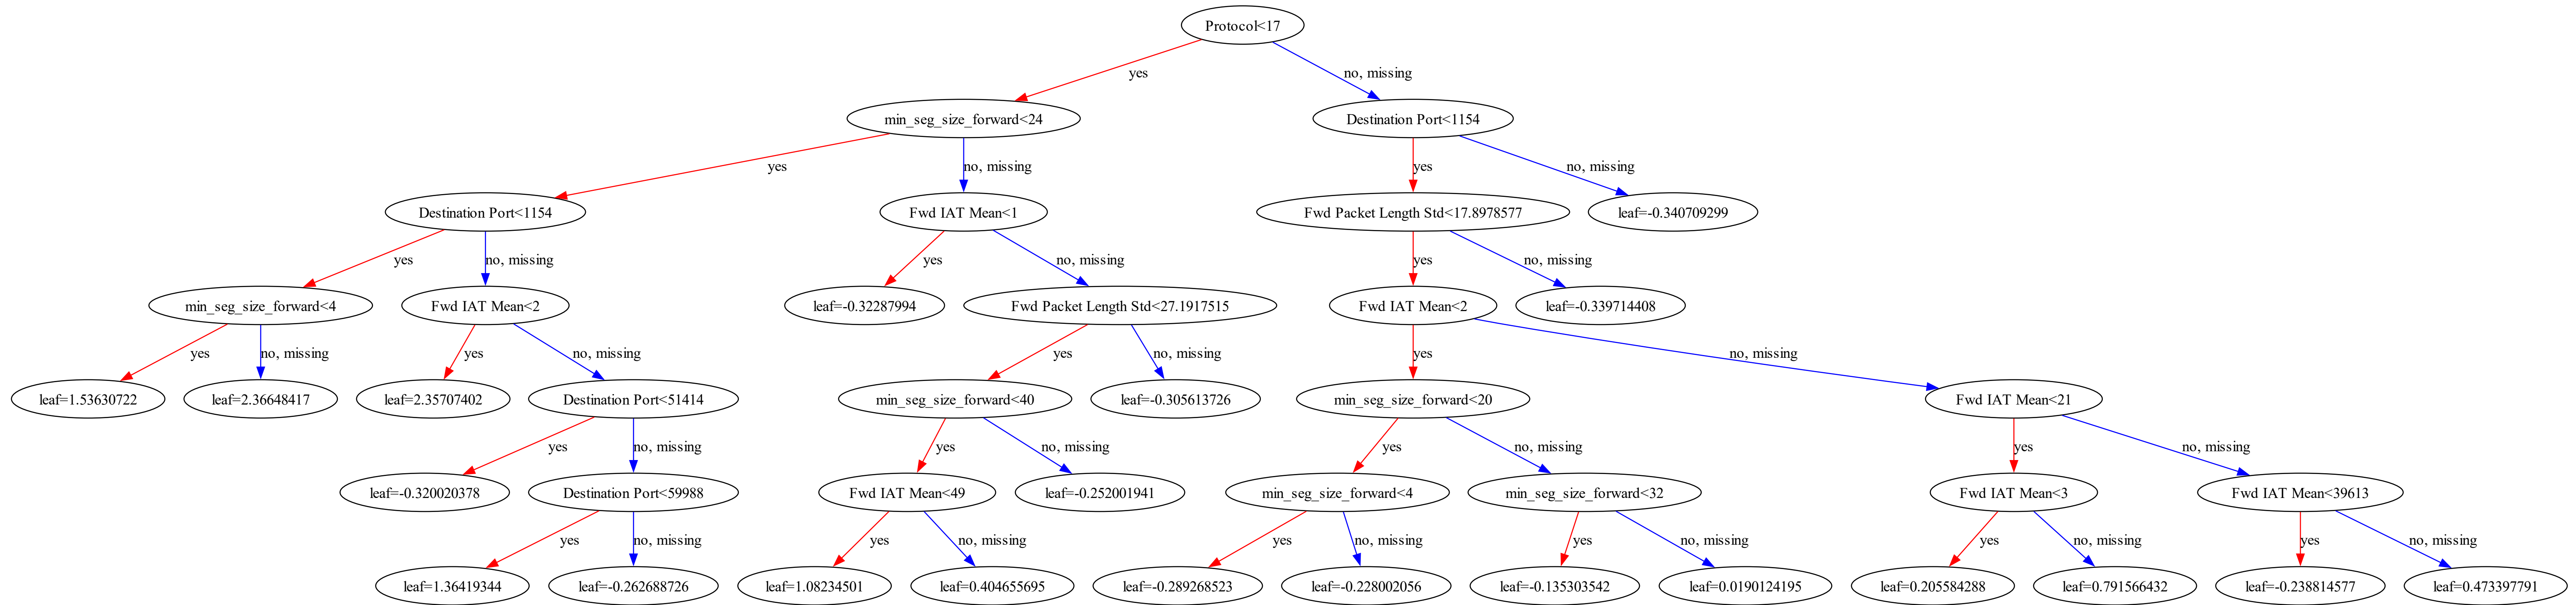 Protocol<17
yes
no, missing
min_seg_size_forward<24
Destination Port<1154
yes
no, missing
yes
no, missing
Destination Port<1154
Fwd IAT Mean<1
Fwd Packet Length Std<17.8978577
leaf=-0.340709299
yes
no, missing
yes
no, missing
yes
no, missing
min_seg_size_forward<4
Fwd IAT Mean<2
leaf=-0.32287994
Fwd Packet Length Std<27.1917515
Fwd IAT Mean<2
leaf=-0.339714408
yes
no, missing
yes
no, missing
yes
no, missing
yes
no, missing
leaf=1.53630722
leaf=2.36648417
leaf=2.35707402
Destination Port<51414
min_seg_size_forward<40
leaf=-0.305613726
min_seg_size_forward<20
Fwd IAT Mean<21
yes
no, missing
yes
no, missing
yes
no, missing
yes
no, missing
leaf=-0.320020378
Destination Port<59988
Fwd IAT Mean<49
leaf=-0.252001941
min_seg_size_forward<4
min_seg_size_forward<32
Fwd IAT Mean<3
Fwd IAT Mean<39613
yes
no, missing
yes
no, missing
yes
no, missing
yes
no, missing
yes
no, missing
yes
no, missing
leaf=1.36419344
leaf=-0.262688726
leaf=1.08234501
leaf=0.404655695
leaf=-0.289268523
leaf=-0.228002056
leaf=-0.135303542
leaf=0.0190124195
leaf=0.205584288
leaf=0.791566432
leaf=-0.238814577
leaf=0.473397791